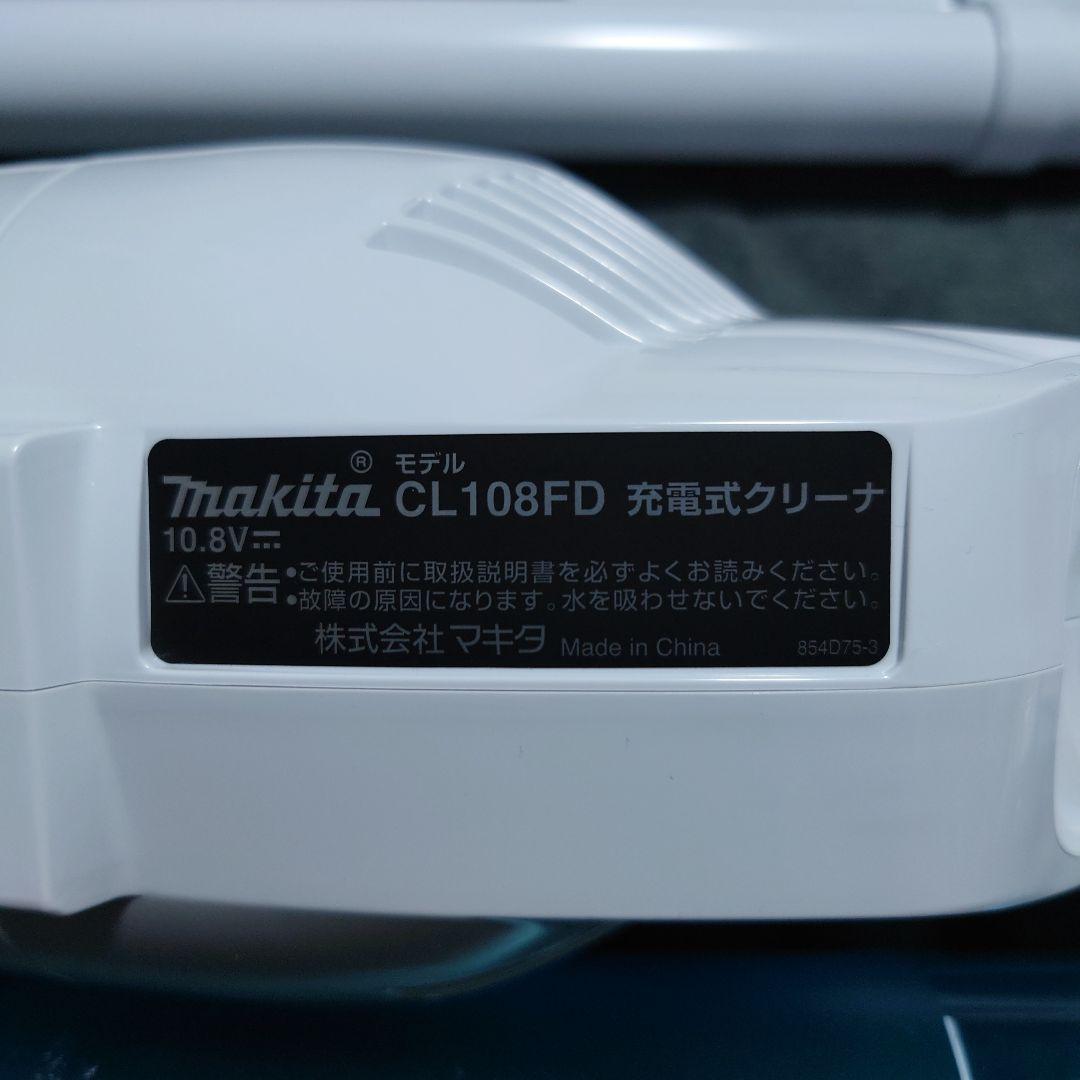 モデル
makita® CL108FD 充電式クリーナ
10.8V⎓
⚠警告 •ご使用前に取扱説明書を必ずよくお読みください。
•故障の原因になります。水を吸わせないでください。
株式会社マキタ Made in China 854D75-3